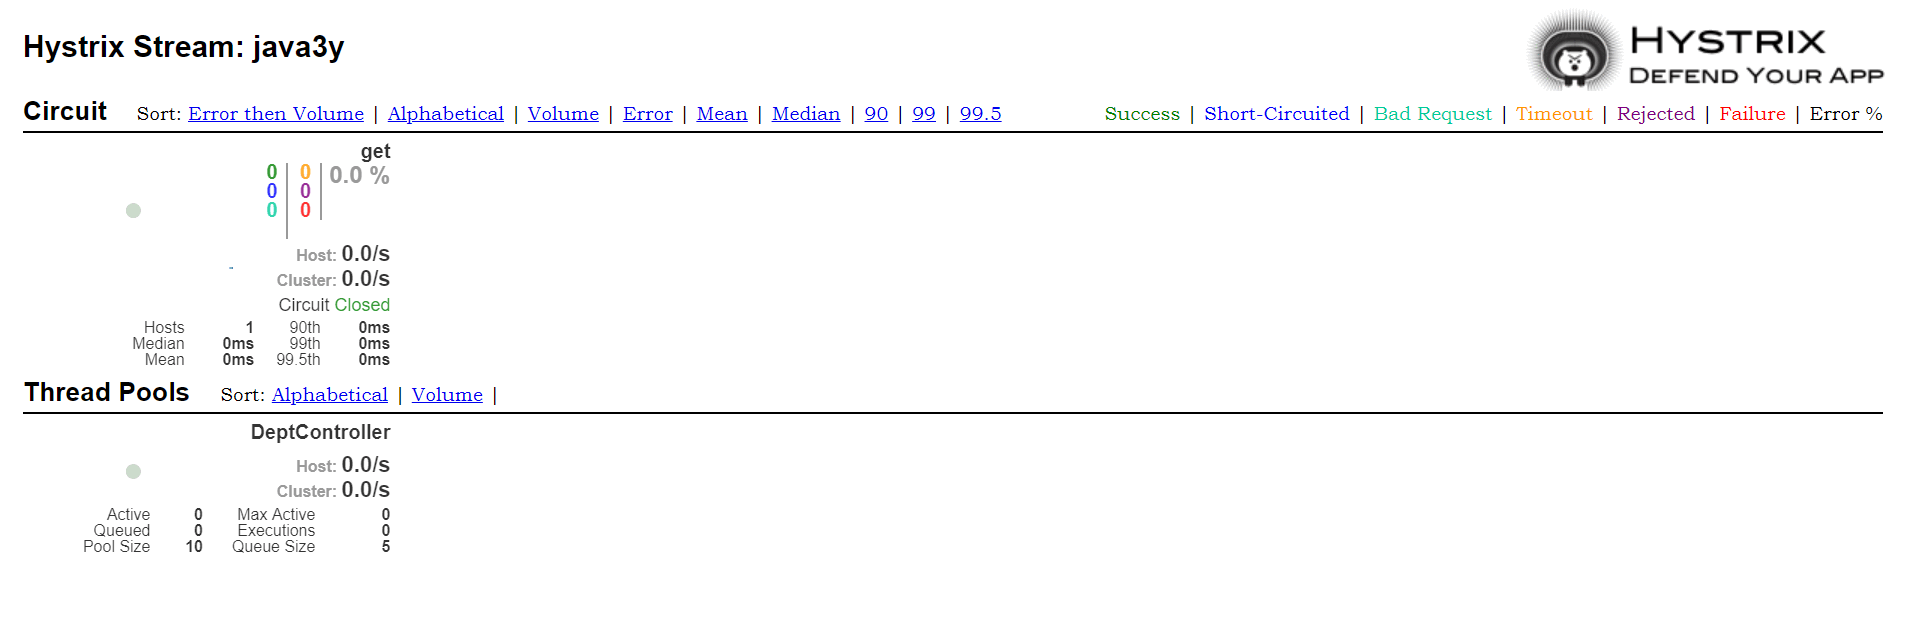 Hystrix Stream: java3y
HYSTRIX
DEFEND YOUR APP
Circuit Sort: Error then Volume | Alphabetical | Volume | Error | Mean | Median | 90 | 99 | 99.5 Success | Short-Circuited | Bad Request | Timeout | Rejected | Failure | Error %
get
0 0 0.0 %
0 0
0 0
Host: 0.0/s
Cluster: 0.0/s
Circuit Closed
Hosts 1 90th 0ms
Median 0ms 99th 0ms
Mean 0ms 99.5th 0ms
Thread Pools Sort: Alphabetical | Volume |
DeptController
Host: 0.0/s
Cluster: 0.0/s
Active 0 Max Active 0
Queued 0 Executions 0
Pool Size 10 Queue Size 5